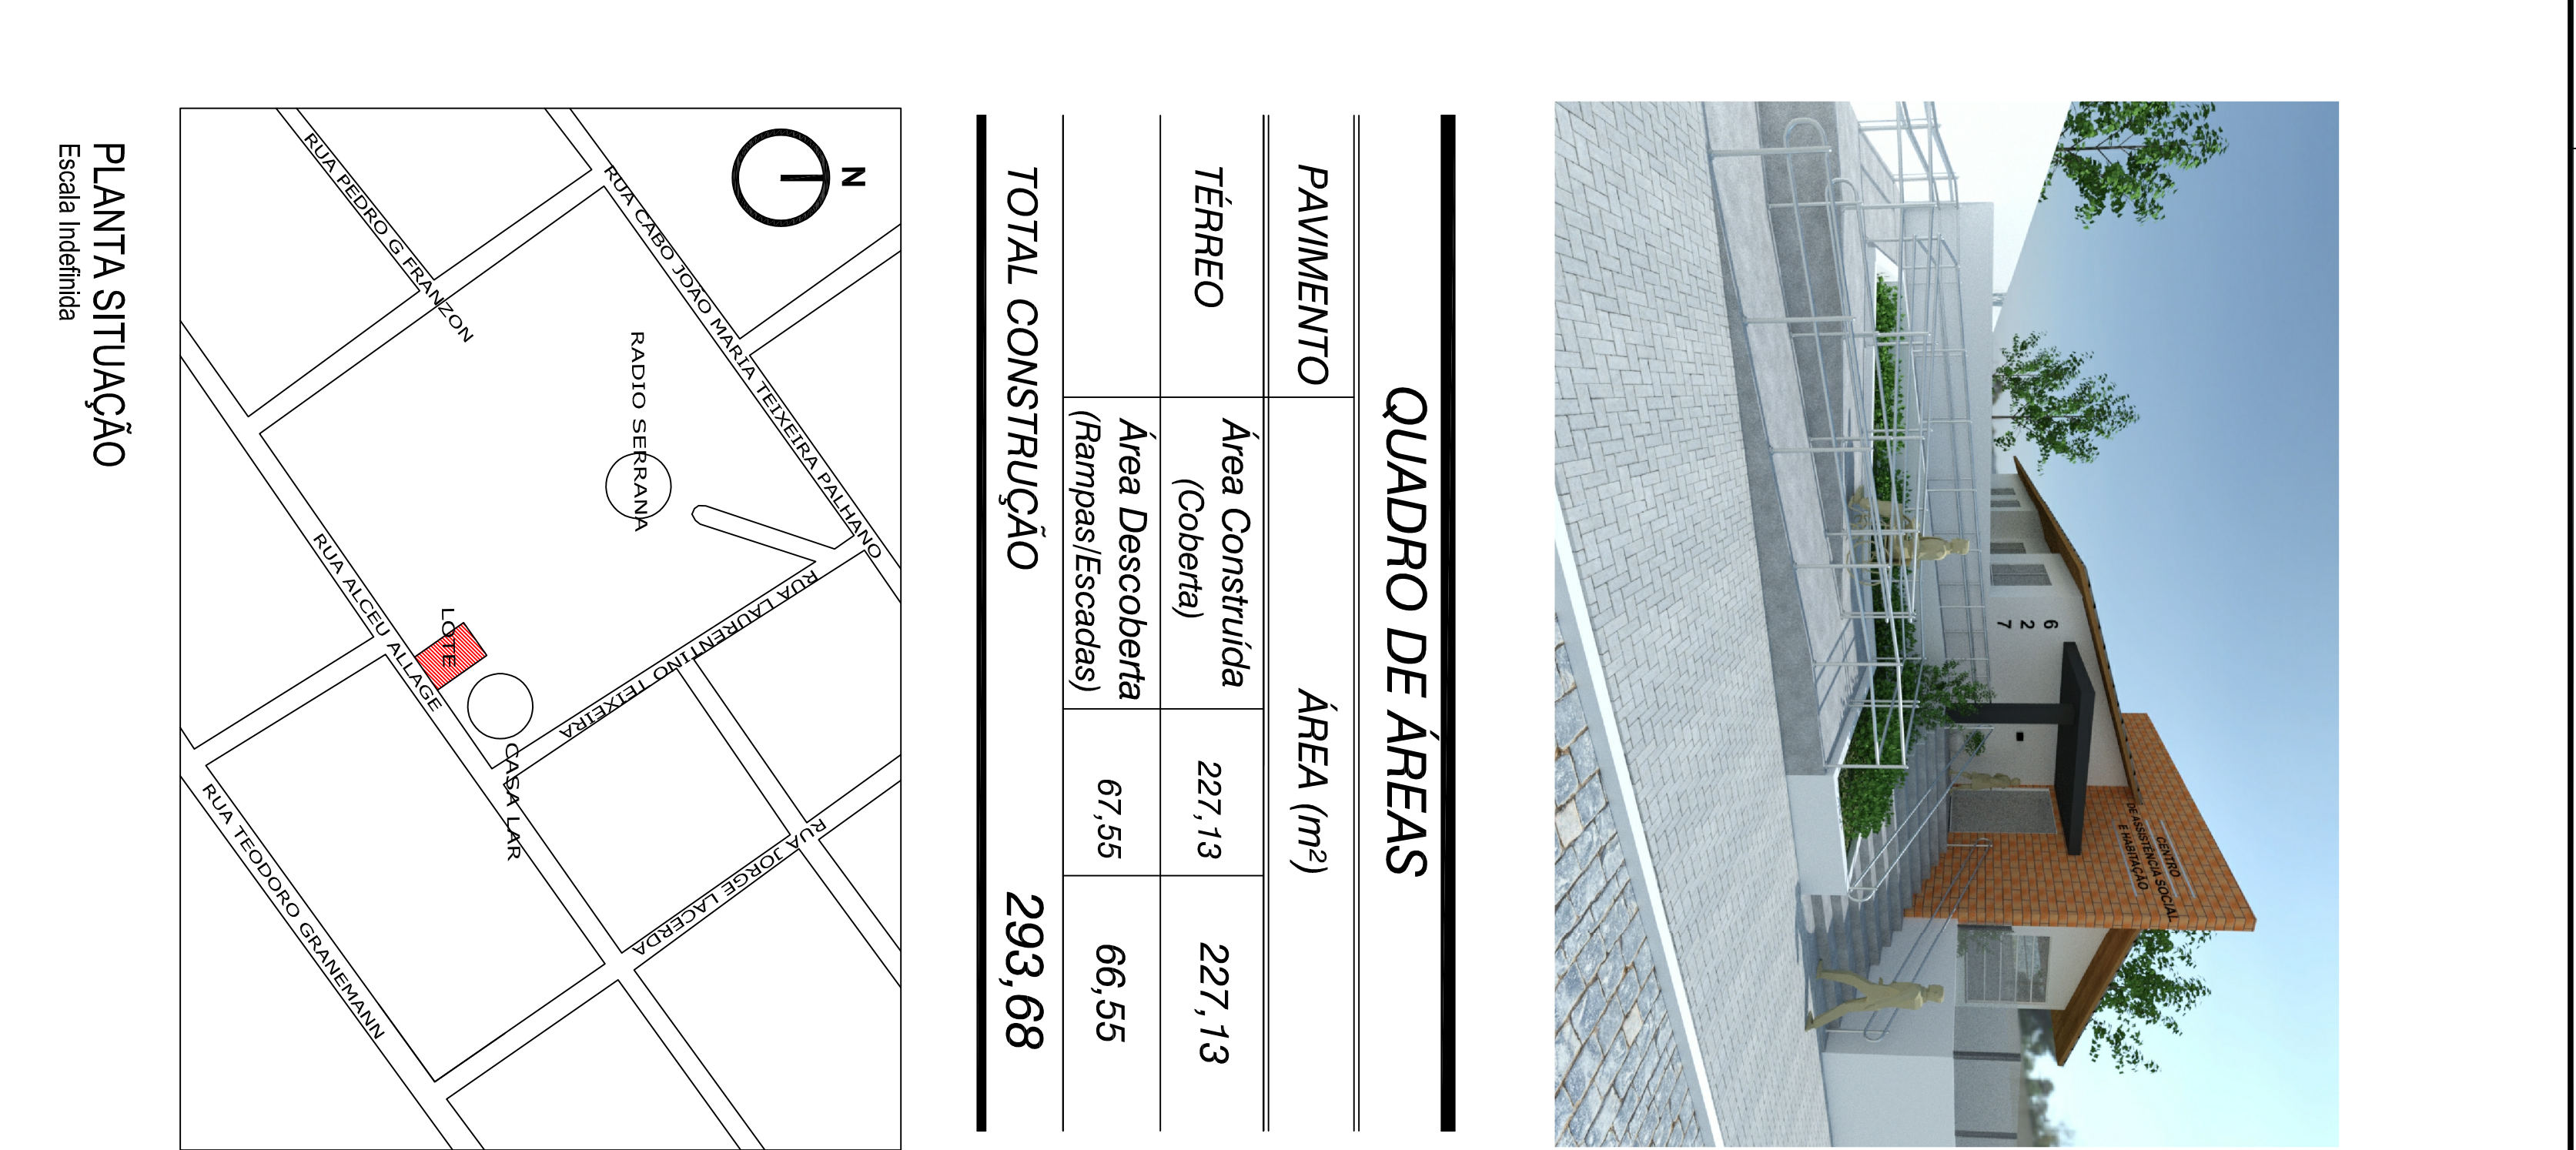 6
2
7
CENTRO
DE ASSISTÊNCIA SOCIAL
E HABITAÇÃO
QUADRO DE ÁREAS
PAVIMENTO ÁREA (m²)
TÉRREO Área Construída (Coberta) 227,13 227,13
Área Descoberta (Rampas/Escadas) 67,55 66,55
TOTAL CONSTRUÇÃO 293,68
N
RUA PEDRO G FRANZON
RUA CABO JOÃO MARIA TEIXEIRA PALHANO
RADIO SERRANA
RUA LAURENTINO TEIXEIRA
RUA ALCEU ALLAGE
LOTE
CASA LAR
RUA JORGE LACERDA
RUA TEODORO GRANEMANN
PLANTA SITUAÇÃO
Escala Indefinida